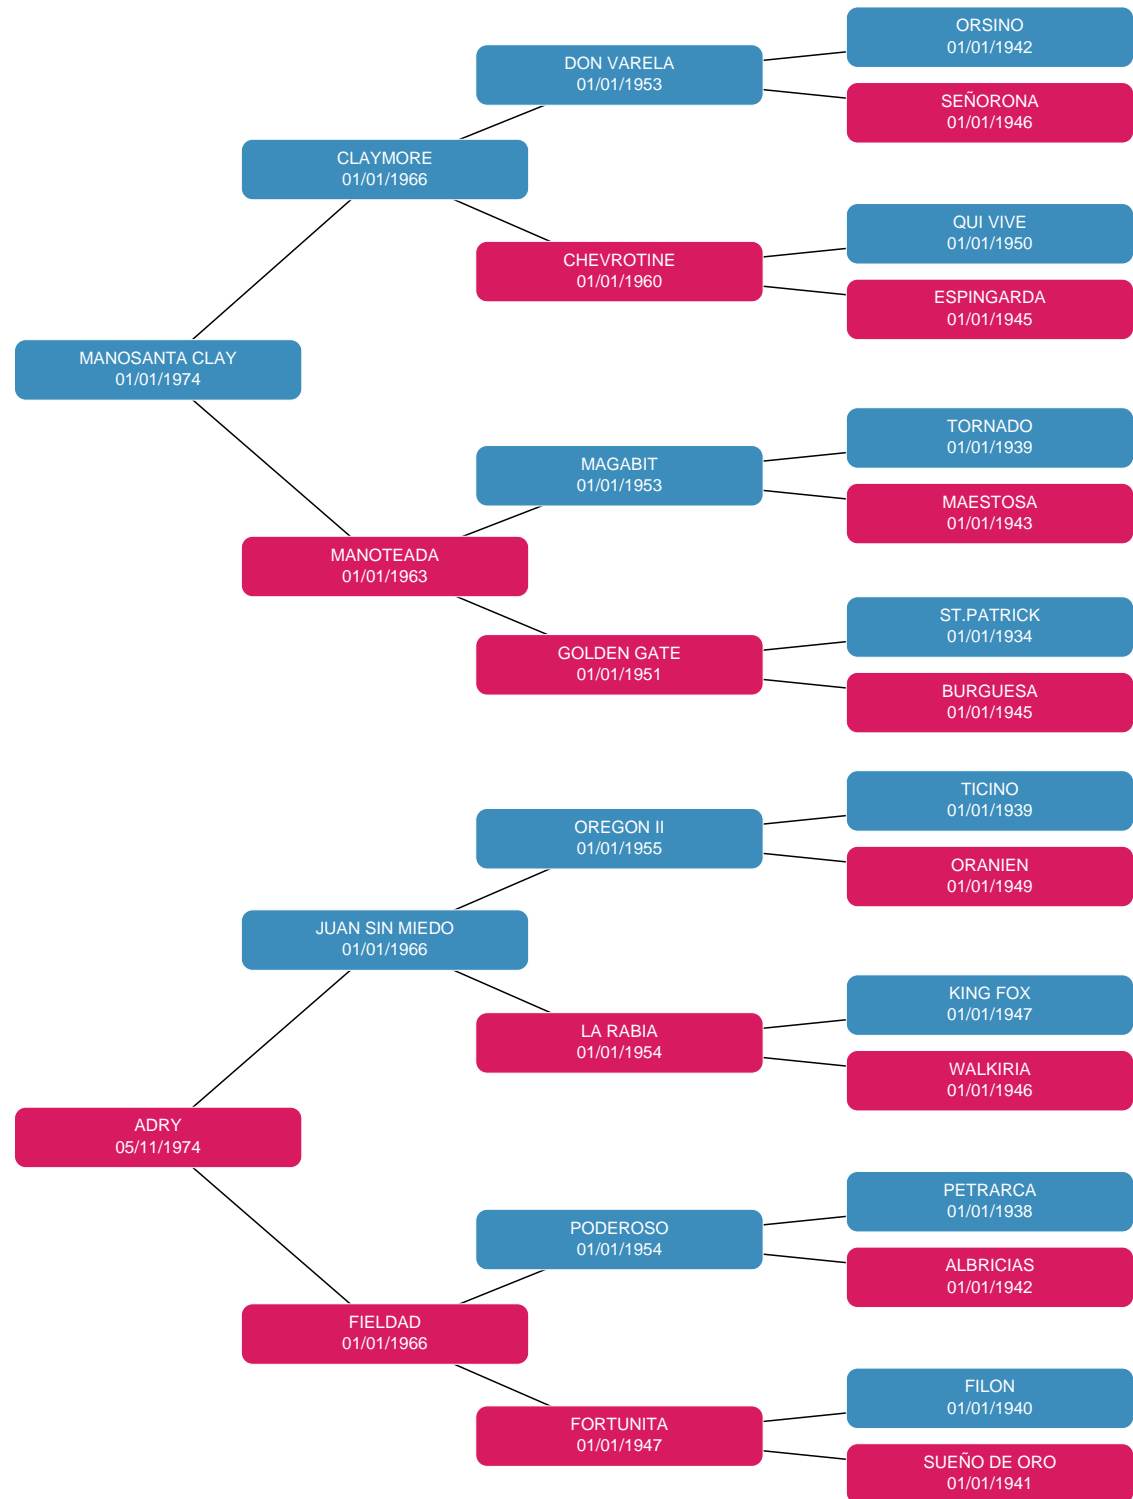 ORSINO
01/01/1942
DON VARELA
01/01/1953
SEÑORONA
01/01/1946
CLAYMORE
01/01/1966
QUI VIVE
01/01/1950
CHEVROTINE
01/01/1960
ESPINGARDA
01/01/1945
MANOSANTA CLAY
01/01/1974
TORNADO
01/01/1939
MAGABIT
01/01/1953
MAESTOSA
01/01/1943
MANOTEADA
01/01/1963
ST.PATRICK
01/01/1934
GOLDEN GATE
01/01/1951
BURGUESA
01/01/1945
TICINO
01/01/1939
OREGON II
01/01/1955
ORANIEN
01/01/1949
JUAN SIN MIEDO
01/01/1966
KING FOX
01/01/1947
LA RABIA
01/01/1954
WALKIRIA
01/01/1946
ADRY
05/11/1974
PETRARCA
01/01/1938
PODEROSO
01/01/1954
ALBRICIAS
01/01/1942
FIELDAD
01/01/1966
FILON
01/01/1940
FORTUNITA
01/01/1947
SUEÑO DE ORO
01/01/1941